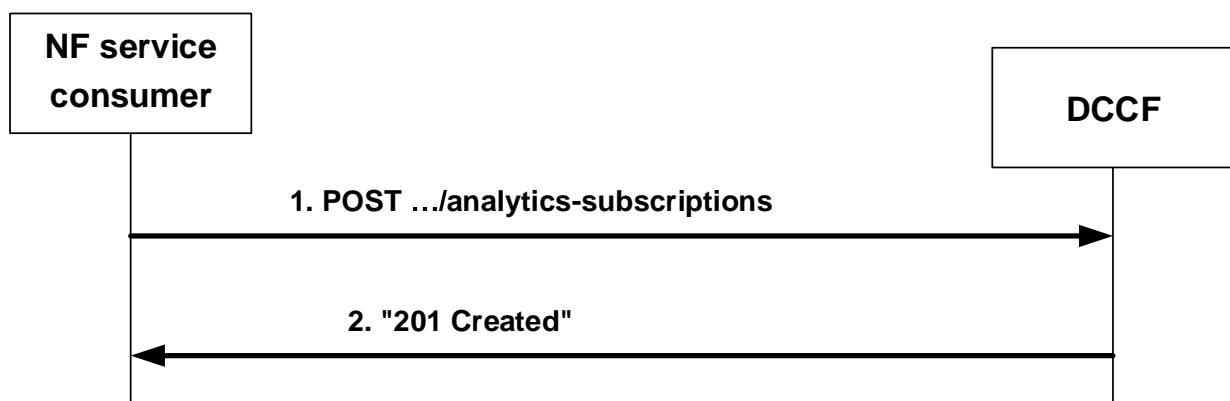 NF service
consumer
DCCF
1. POST …/analytics-subscriptions
2. "201 Created"